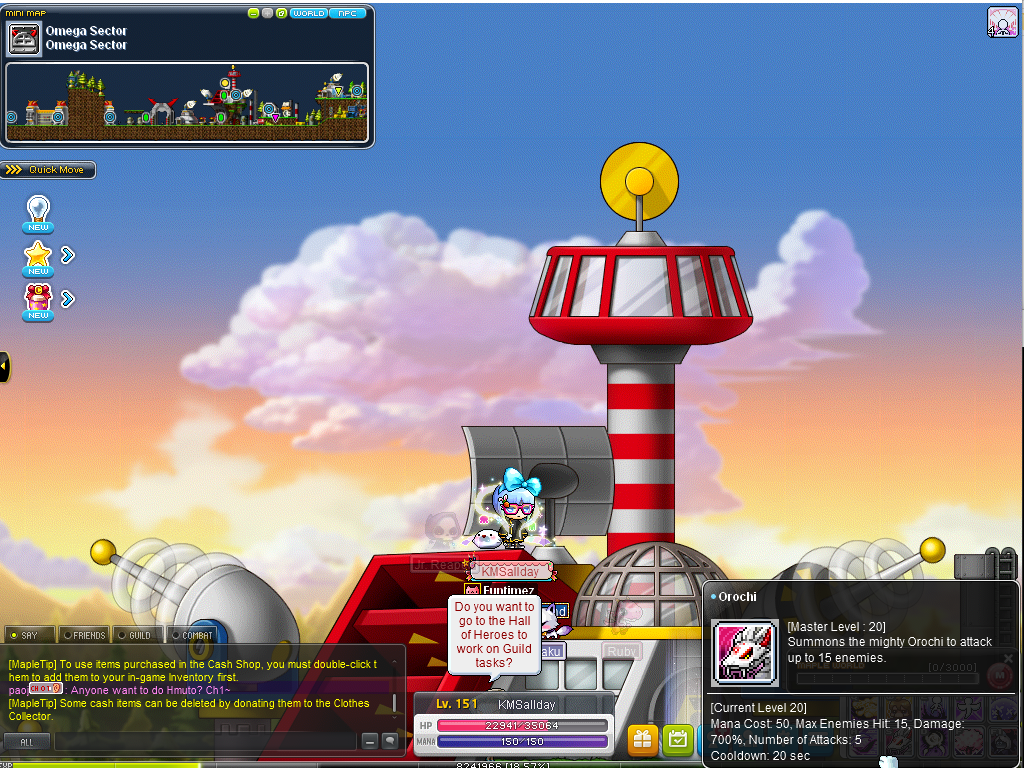 MINI MAP
WORLD
NPC
Omega Sector
Omega Sector
Quick Move
NEW
NEW
NEW
Jr Reap
KMSallday
Funtimez
Do you want to
go to the Hall
of Heroes to
work on Guild
tasks?
aku
Ruby
SAY
FRIENDS
GUILD
COMBAT
[MapleTip] To use items purchased in the Cash Shop, you must double-click t
hem to add them to your in-game Inventory first.
: Anyone want to do Hmuto? Ch1~
[MapleTip] Some cash items can be deleted by donating them to the Clothes
Collector.
ALL
Lv. 151 KMSallday
HP 22941/35064
MANA 150/150
8241966 [18.57%]
Orochi
[Master Level : 20]
Summons the mighty Orochi to attack
up to 15 enemies.
[0/3000]
[Current Level 20]
Mana Cost: 50, Max Enemies Hit: 15, Damage:
700%, Number of Attacks: 5
Cooldown: 20 sec